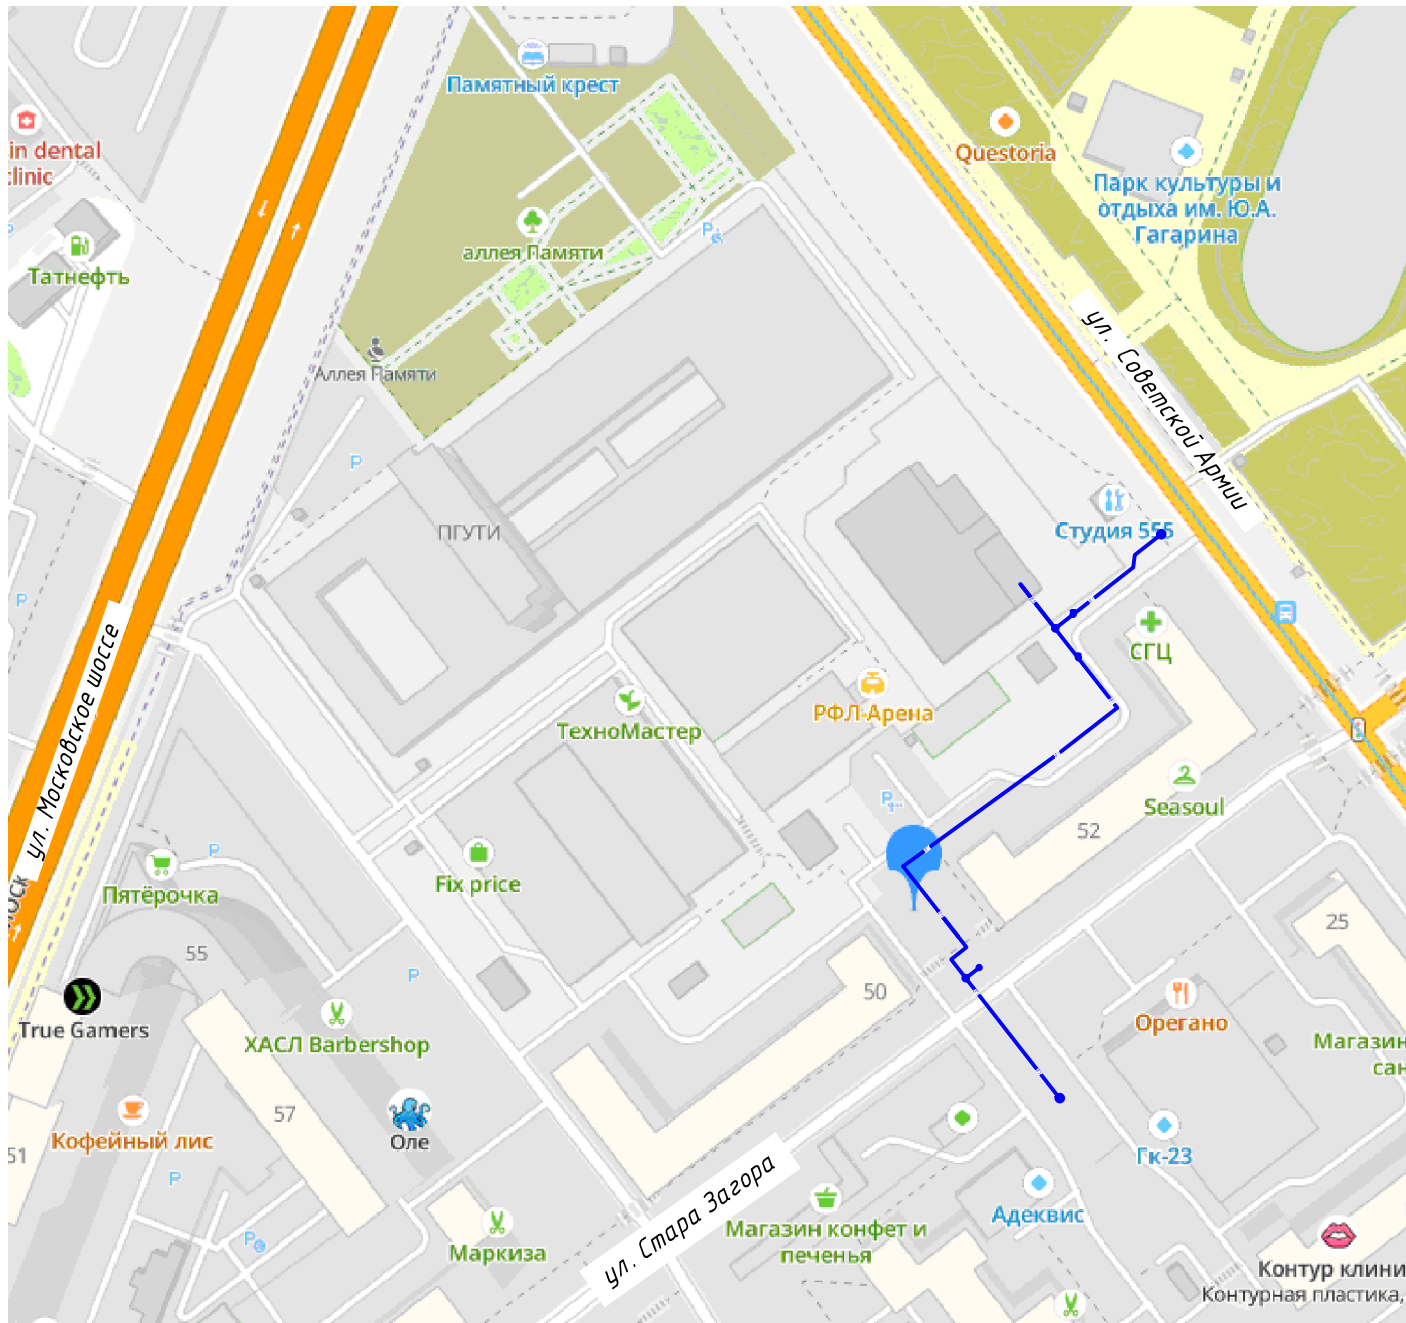 Памятный крест
in dental
clinic
Questoria
Парк культуры и
отдыха им. Ю.А.
Гагарина
аллея Памяти
Татнефть
ул. Советской Армии
Аллея Памяти
P
P
ПГУТИ
Студия 555
P
СГЦ
ул. Московское шоссе
РФЛ-Арена
ТехноМастер
P
Seasoul
52
P
Fix price
Пятёрочка
МОСК
25
55
P
50
True Gamers
ХАСЛ Barbershop
Орегано
Магазин
сан
57
Кофейный лис
Оле
51
Гк-23
P
ул. Стара Загора
Адеквис
Магазин конфет и
печенья
P
Маркиза
Контур клини
Контурная пластика,